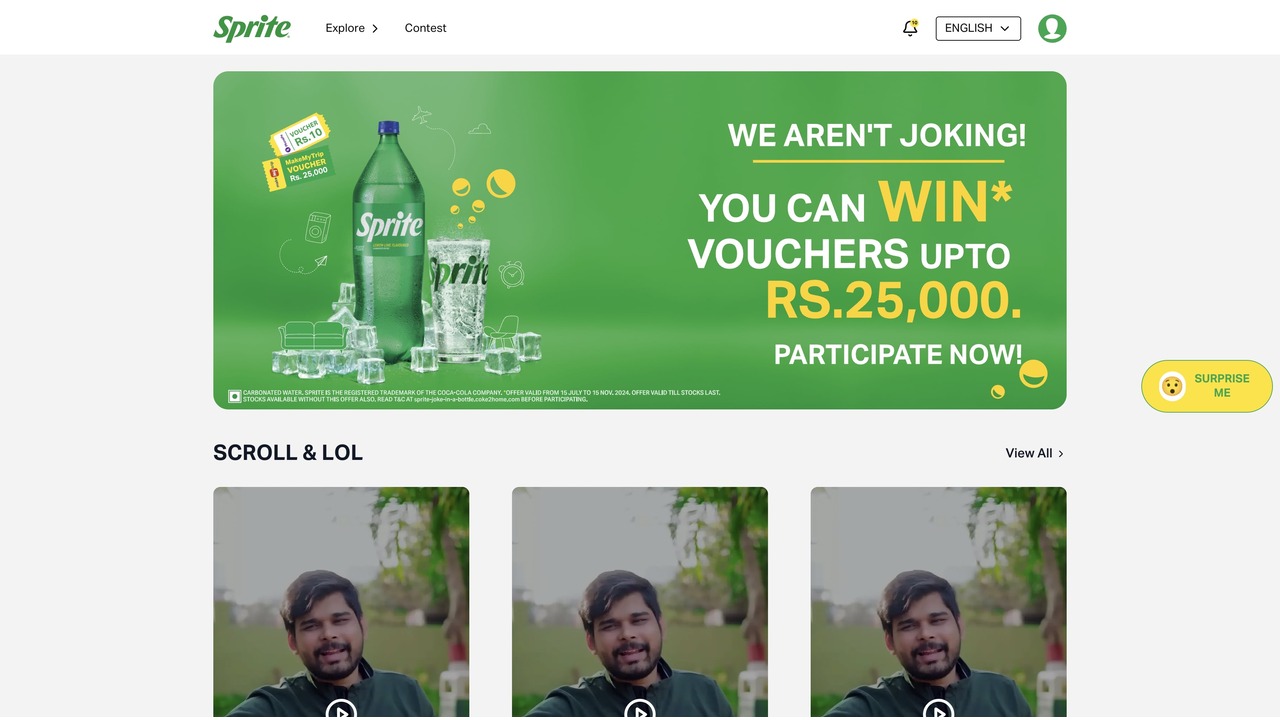 Sprite
Explore
Contest
10
ENGLISH
VOUCHER
Rs.10
MakeMyTrip
VOUCHER
Rs. 25,000
Sprite
Sprite
WE AREN'T JOKING!
YOU CAN WIN*
VOUCHERS UPTO
RS.25,000.
PARTICIPATE NOW!
CARBONATED WATER. SPRITE IS THE REGISTERED TRADEMARK OF THE COCA-COLA COMPANY. *OFFER VALID FROM 15 JULY TO 15 NOV, 2024. OFFER VALID TILL STOCKS LAST.
STOCKS AVAILABLE WITHOUT THIS OFFER ALSO. READ T&C AT sprite-joke-in-a-bottle.coke2home.com BEFORE PARTICIPATING.
SURPRISE
ME
SCROLL & LOL
View All